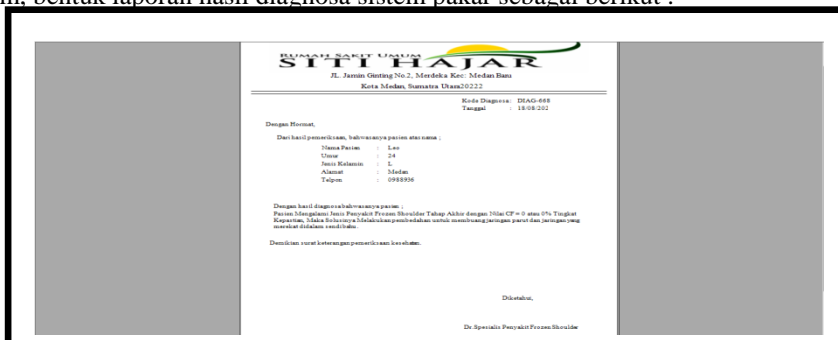 bentuk laporan hasil diagnosa sistem pakar sebagai berikut :
RUMAH SAKIT UMUM
SITI HAJAR
JL. Jamin Ginting No.2, Merdeka Kec: Medan Baru
Kota Medan, Sumatra Utara20222
Kode Diagnosa: DIAG-668
Tanggal : 18/08/202
Dengan Hormat,
Dari hasil pemeriksaan, bahwasanya pasien atas nama ;
Nama Pasien : Leo
Umur : 24
Jenis Kelamin : L
Alamat : Medan
Telpon : 0988936
Dengan hasil diagnosa bahwasanya pasien ;
Pasien Mengalami Jenis Penyakit Frozen Shoulder Tahap Akhir dengan Nilai CF = 0 atau 0% Tingkat
Kepastian, Maka Solusinya Melakukan pembedahan untuk membuang jaringan parut dan jaringan yang
merekat didalam sendi bahu.
Demikian surat keterangan pemeriksaan kesehatan.
Diketahui,
Dr. Spesialis Penyakit Frozen Shoulder